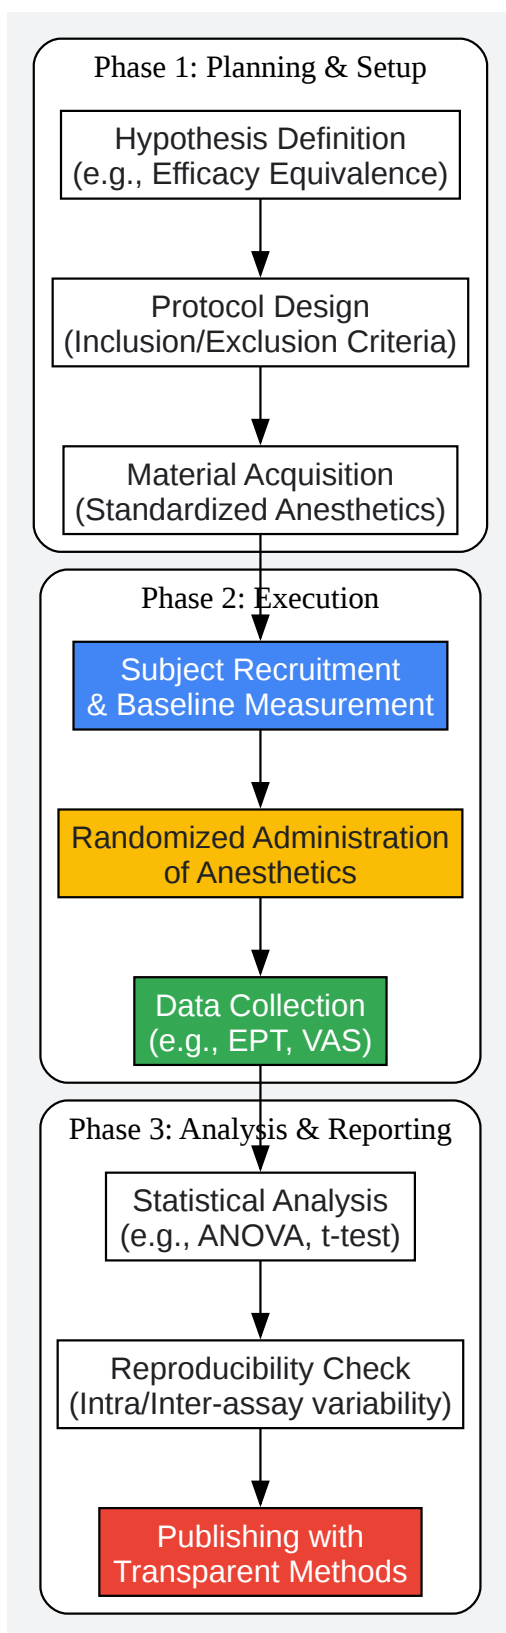 Phase 1: Planning & Setup
Hypothesis Definition
(e.g., Efficacy Equivalence)
Protocol Design
(Inclusion/Exclusion Criteria)
Material Acquisition
(Standardized Anesthetics)
Phase 2: Execution
Subject Recruitment
& Baseline Measurement
Randomized Administration
of Anesthetics
Data Collection
(e.g., EPT, VAS)
Phase 3: Analysis & Reporting
Statistical Analysis
(e.g., ANOVA, t-test)
Reproducibility Check
(Intra/Inter-assay variability)
Publishing with
Transparent Methods